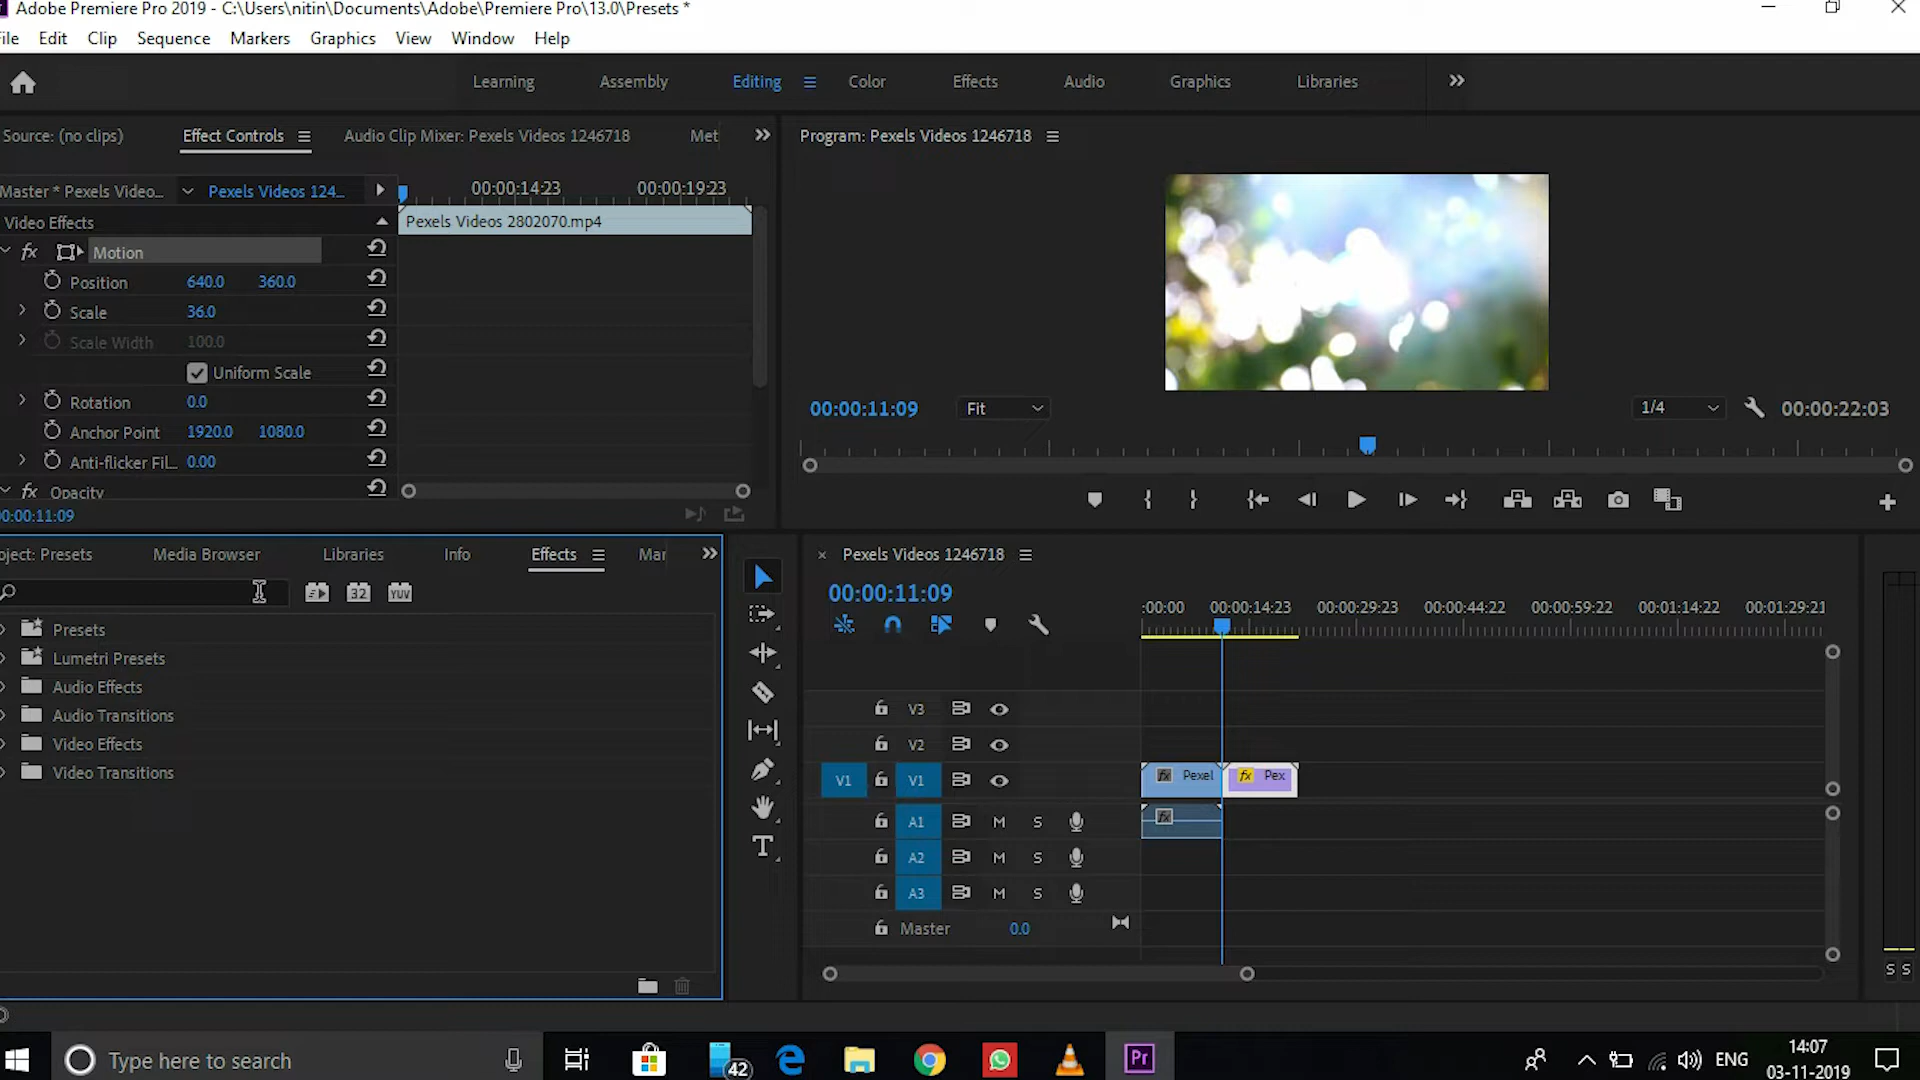 Adobe Premiere Pro 2019 - C:\Users\nitin\Documents\Adobe\Premiere Pro\13.0\Presets *
File Edit Clip Sequence Markers Graphics View Window Help
Learning Assembly Editing Color Effects Audio Graphics Libraries
Source: (no clips) Effect Controls Audio Clip Mixer: Pexels Videos 1246718 Met
Master * Pexels Video... Pexels Videos 124... 00:00:14:23 00:00:19:23
Video Effects Pexels Videos 2802070.mp4
fx Motion
Position 640.0 360.0
Scale 36.0
Scale Width 100.0
Uniform Scale
Rotation 0.0
Anchor Point 1920.0 1080.0
Anti-flicker Fil... 0.00
fx Opacity
00:00:11:09
Program: Pexels Videos 1246718
00:00:11:09 Fit 1/4 00:00:22:03
oject: Presets Media Browser Libraries Info Effects Mar
32 YUV
Presets
Lumetri Presets
Audio Effects
Audio Transitions
Video Effects
Video Transitions
Pexels Videos 1246718
00:00:11:09
:00:00 00:00:14:23 00:00:29:23 00:00:44:22 00:00:59:22 00:01:14:22 00:01:29:21
V3
V2
V1 V1 fx Pexel fx Pex
A1 M S fx
A2 M S
A3 M S
Master 0.0
S S
Type here to search 42 Pr ENG 14:07
03-11-2019